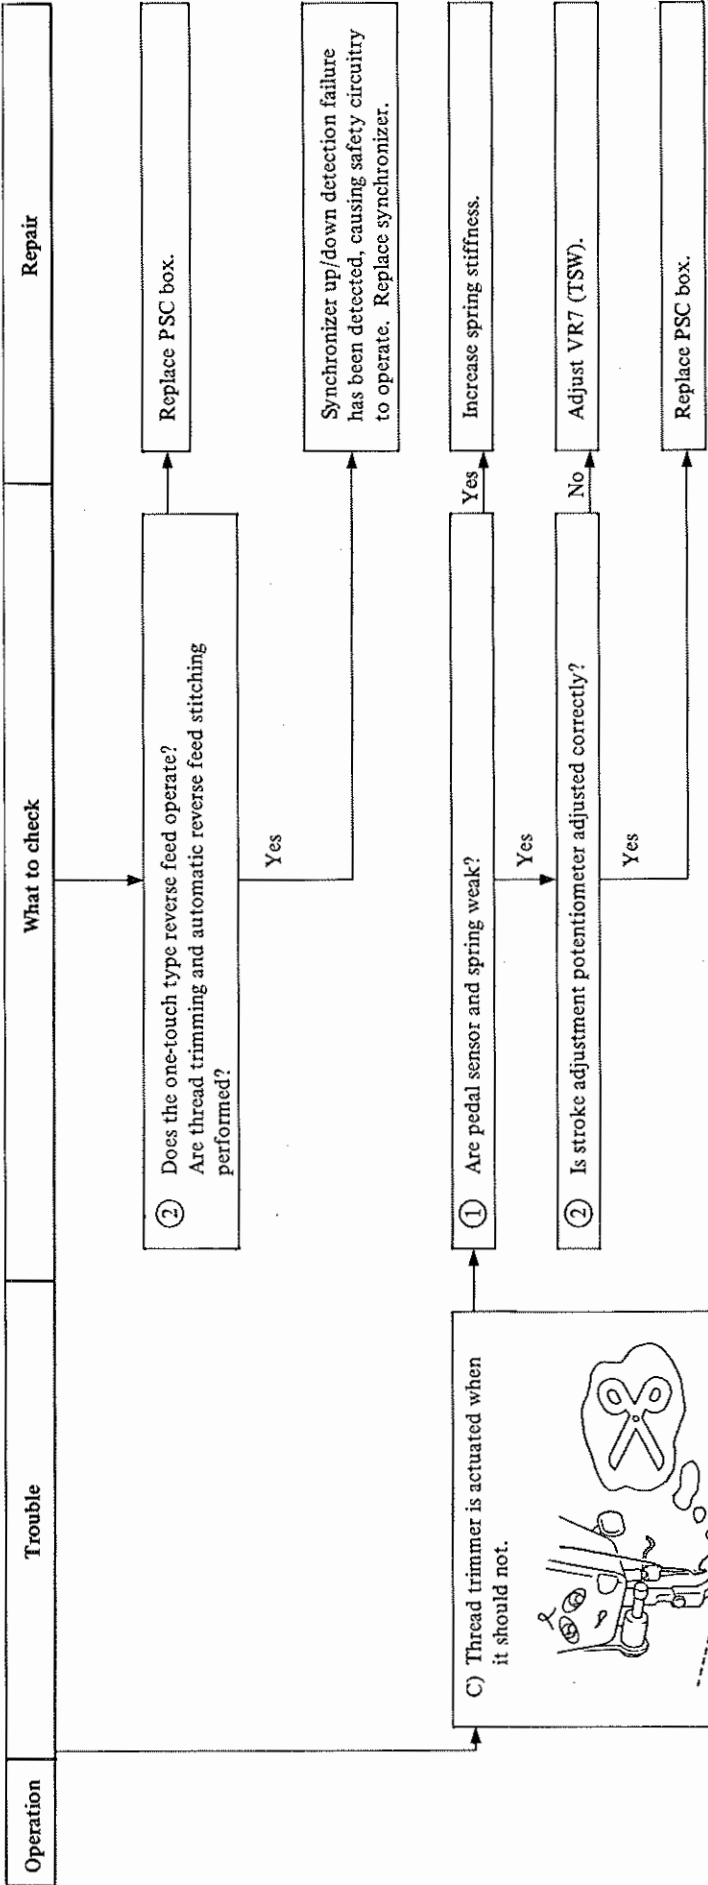 Operation
Trouble
What to check
Repair
② Does the one-touch type reverse feed operate?
Are thread trimming and automatic reverse feed stitching
performed?
Replace PSC box.
Yes
Synchronizer up/down detection failure
has been detected, causing safety circuitry
to operate. Replace synchronizer.
C) Thread trimmer is actuated when
it should not.
① Are pedal sensor and spring weak?
Yes
Increase spring stiffness.
Yes
② Is stroke adjustment potentiometer adjusted correctly?
No
Adjust VR7 (TSW).
Yes
Replace PSC box.